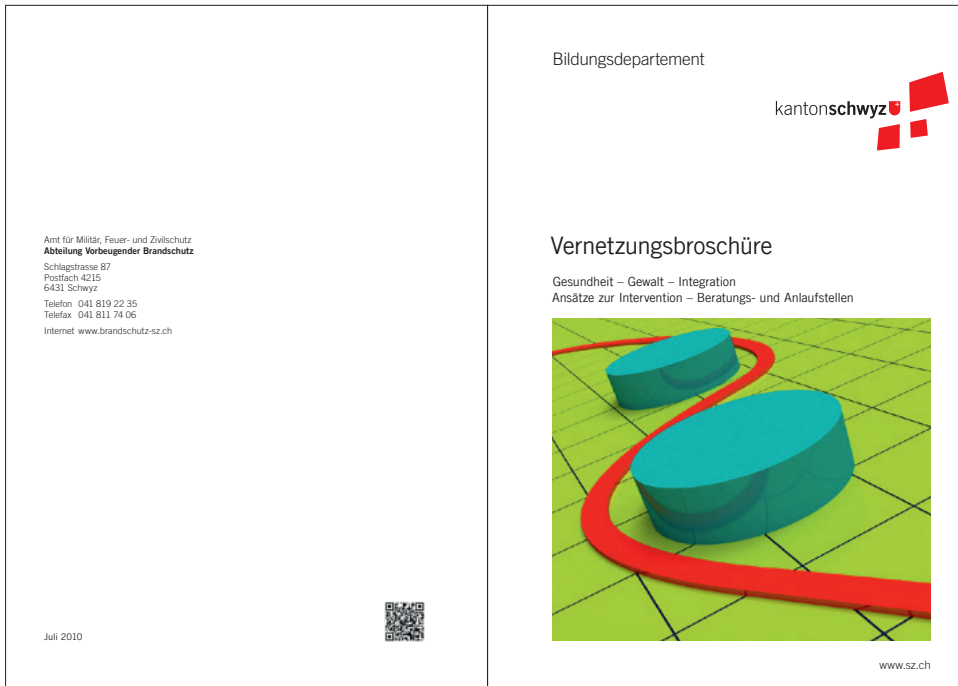 Amt für Militär, Feuer- und Zivilschutz
Abteilung Vorbeugender Brandschutz
Schlagstrasse 87
Postfach 4215
6431 Schwyz
Telefon 041 819 22 35
Telefax 041 811 74 06
Internet www.brandschutz-sz.ch
Juli 2010
Bildungsdepartement
kantonschwyz
Vernetzungsbroschüre
Gesundheit – Gewalt – Integration
Ansätze zur Intervention – Beratungs- und Anlaufstellen
www.sz.ch